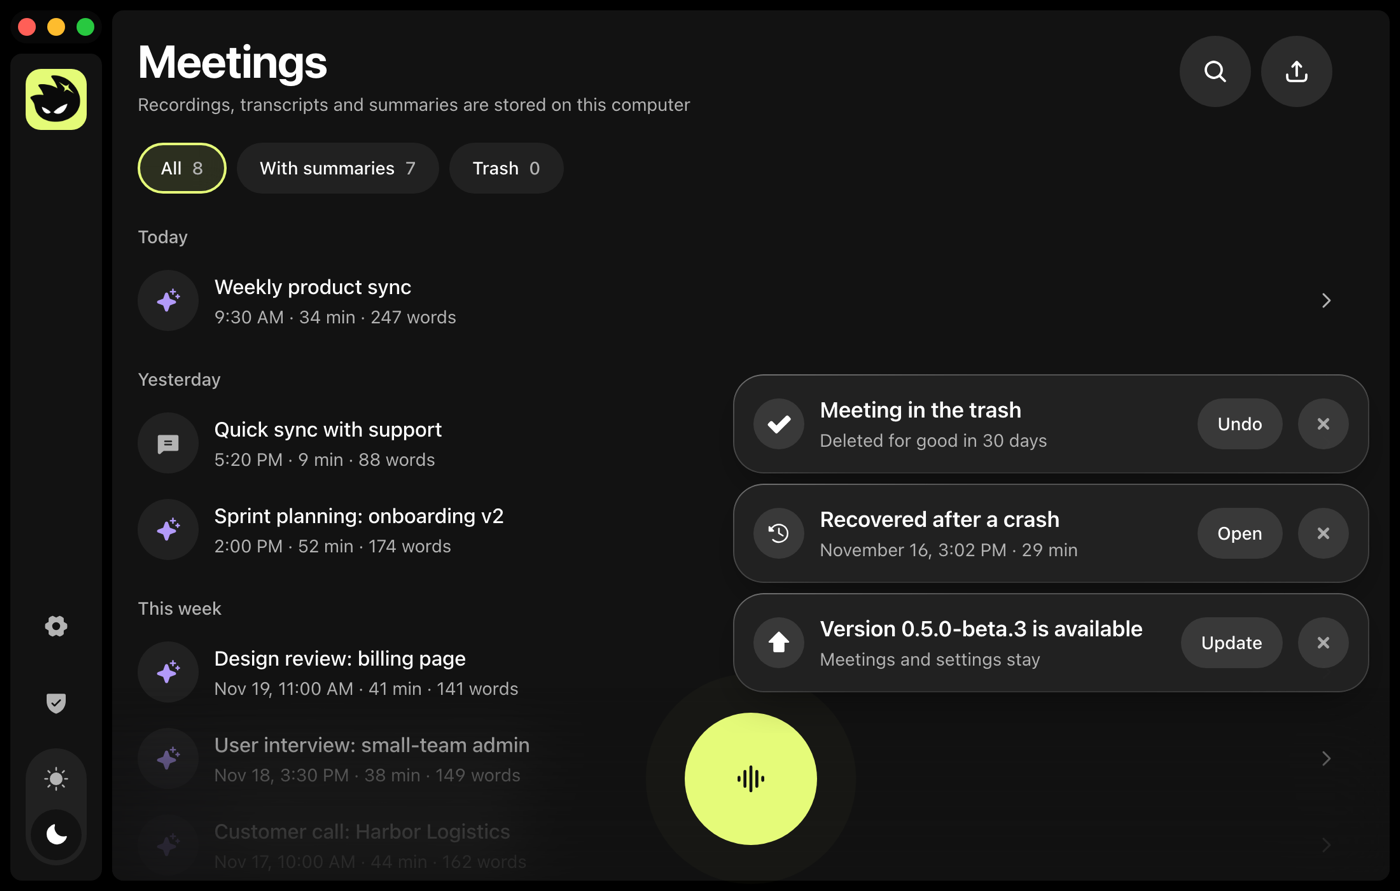 Meetings
Recordings, transcripts and summaries are stored on this computer
All 8
With summaries 7
Trash 0
Today
Weekly product sync
9:30 AM · 34 min · 247 words
Yesterday
Quick sync with support
5:20 PM · 9 min · 88 words
Sprint planning: onboarding v2
2:00 PM · 52 min · 174 words
This week
Design review: billing page
Nov 19, 11:00 AM · 41 min · 141 words
User interview: small-team admin
Nov 18, 3:30 PM · 38 min · 149 words
Customer call: Harbor Logistics
Nov 17, 10:00 AM · 44 min · 162 words
Meeting in the trash
Deleted for good in 30 days
Undo
Recovered after a crash
November 16, 3:02 PM · 29 min
Open
Version 0.5.0-beta.3 is available
Meetings and settings stay
Update